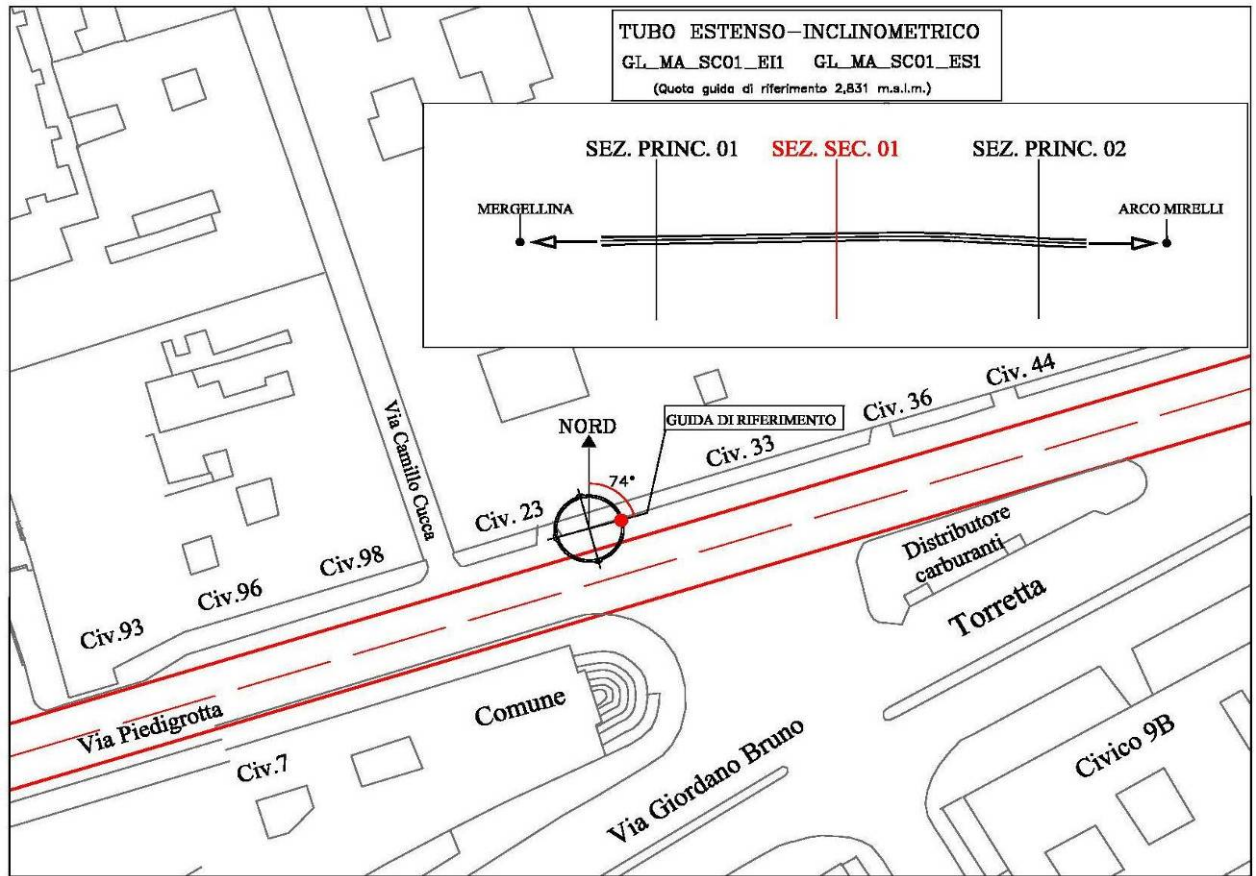 TUBO ESTENSO-INCLINOMETRICO
GL_MA_SC01_EI1 GL_MA_SC01_ES1
(Quota guida di riferimento 2,831 m.s.l.m.)
SEZ. PRINC. 01
SEZ. SEC. 01
SEZ. PRINC. 02
MERGELLINA
ARCO MIRELLI
Civ. 44
Civ. 36
GUIDA DI RIFERIMENTO
NORD
Via Camillo Cucca
Civ. 33
74°
Civ. 23
Distributore
carburanti
Civ.98
Civ.96
Torretta
Civ.93
Comune
Via Piedigrotta
Civ.7
Via Giordano Bruno
Civico 9B